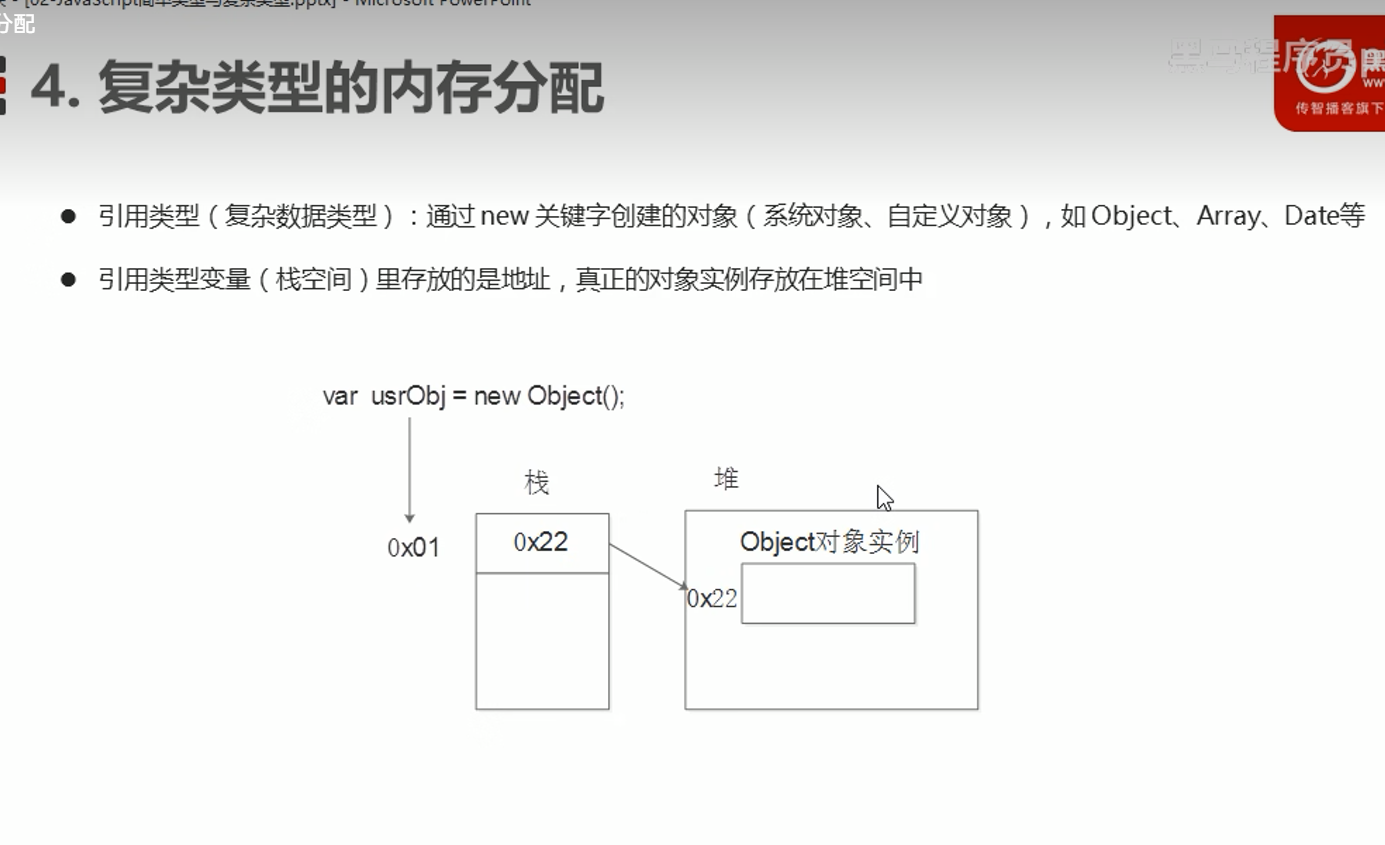 [02-JavaScript简单类型与复杂类型.pptx] - Microsoft PowerPoint
分配
黑马程序员
传智播客旗下
4. 复杂类型的内存分配
● 引用类型（复杂数据类型）：通过 new 关键字创建的对象（系统对象、自定义对象），如 Object、Array、Date等
● 引用类型变量（栈空间）里存放的是地址，真正的对象实例存放在堆空间中
var usrObj = new Object();
栈 堆
0x01 0x22 Object对象实例
0x22